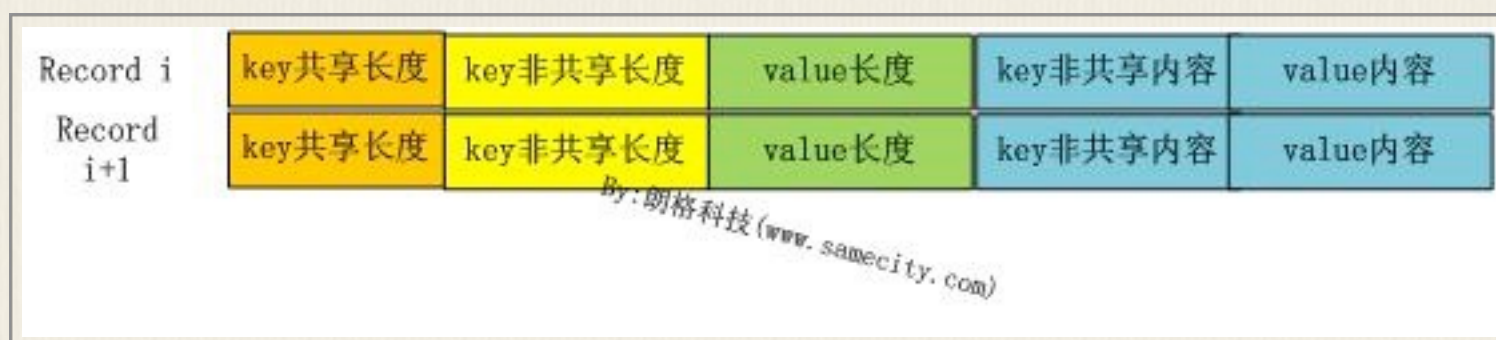 Record i key共享长度 key非共享长度 value长度 key非共享内容 value内容
Record
i+1 key共享长度 key非共享长度 value长度 key非共享内容 value内容
By:朗格科技(www.samecity.com)